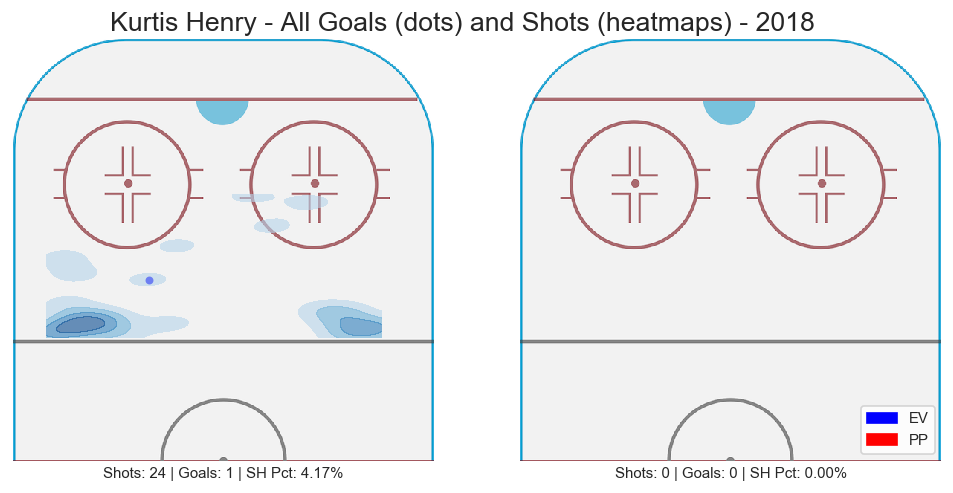 Kurtis Henry - All Goals (dots) and Shots (heatmaps) - 2018
EV
PP
Shots: 24 | Goals: 1 | SH Pct: 4.17%
Shots: 0 | Goals: 0 | SH Pct: 0.00%